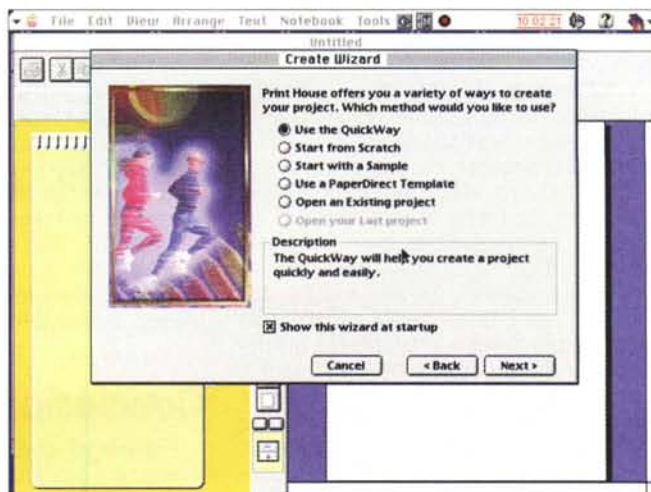 File Edit View Arrange Text Notebook Tools 10 02 21
Untitled
Create Wizard
Print House offers you a variety of ways to create
your project. Which method would you like to use?
Use the QuickWay
Start from Scratch
Start with a Sample
Use a PaperDirect Template
Open an Existing project
Open your Last project
Description
The QuickWay will help you create a project
quickly and easily.
Show this wizard at startup
Cancel <Back Next>